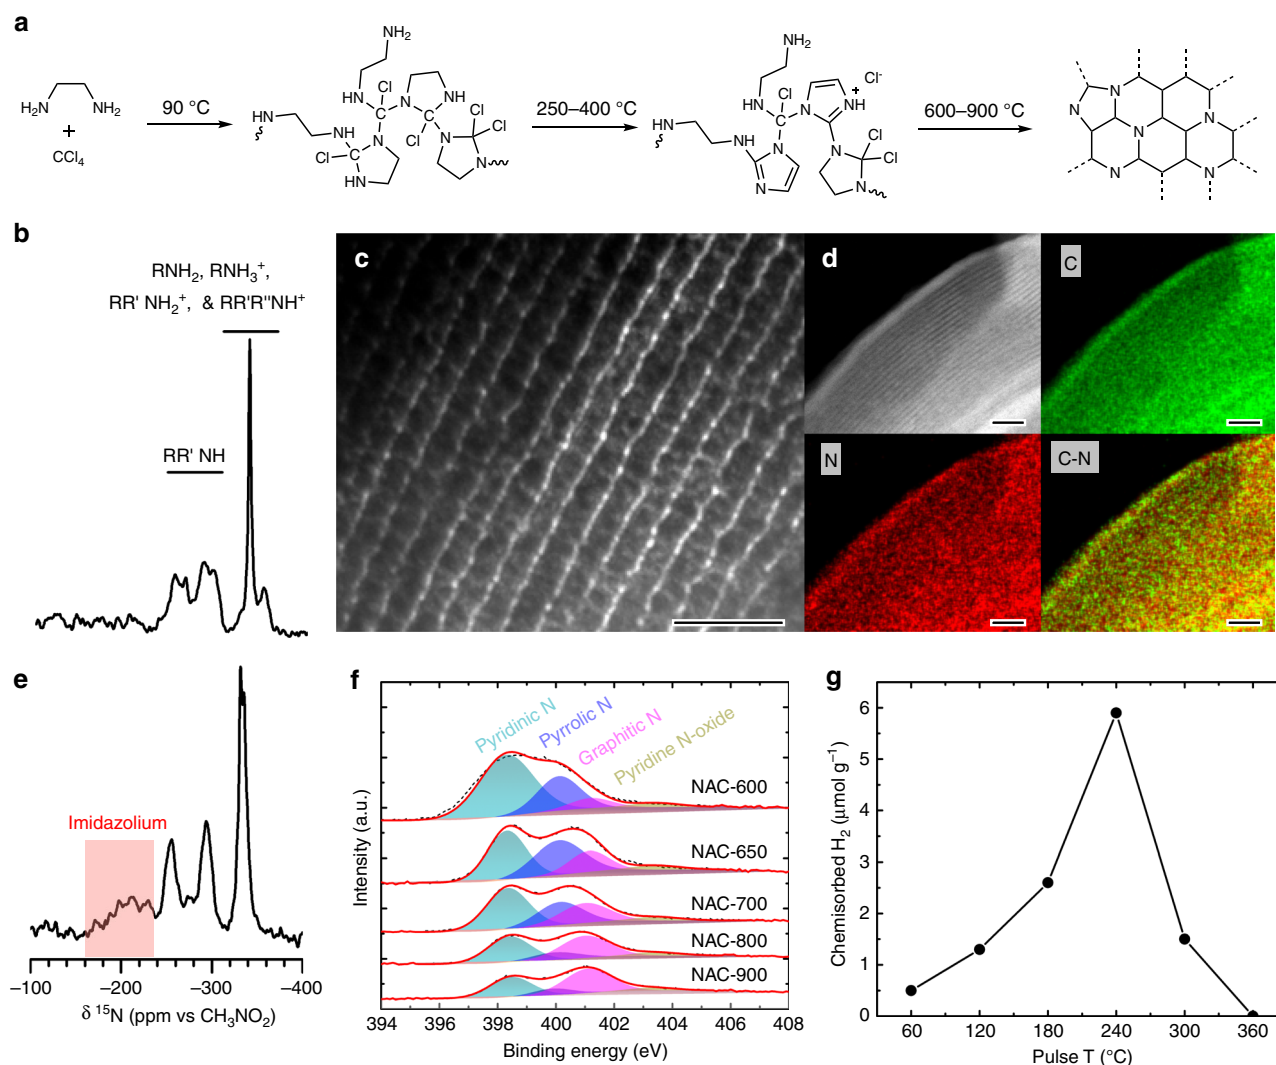 a
H₂N
NH₂
+
CCl₄
90 °C
NH₂
HN
Cl
N
NH
HN
NH
C
C
Cl
Cl
Cl
N
N
Cl
C
HN
N
250–400 °C
NH₂
Cl⁻
HN
Cl
N
+
NH
HN
C
N
N
Cl
Cl
NH
N
N
N
600–900 °C
N
N
N
N
N
N
b
RNH₂, RNH₃⁺,
RR' NH₂⁺, & RR'R''NH⁺
RR' NH
c
d
C
N
C-N
e
Imidazolium
–100
–200
–300
–400
δ ¹⁵N (ppm vs CH₃NO₂)
f
Pyridinic N
Pyrrolic N
Graphitic N
Pyridine N-oxide
NAC-600
NAC-650
NAC-700
NAC-800
NAC-900
Intensity (a.u.)
394 396 398 400 402 404 406 408
Binding energy (eV)
g
6
5
4
3
2
1
0
Chemisorbed H₂ (μmol g⁻¹)
60 120 180 240 300 360
Pulse T (°C)